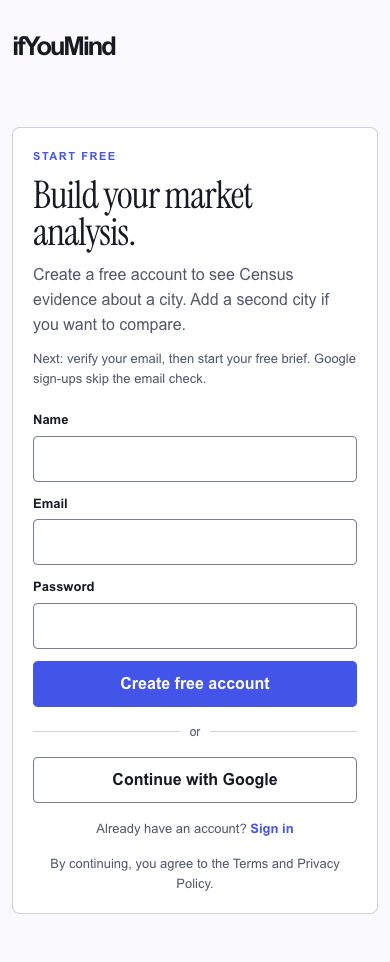 ifYouMind
START FREE
Build your market
analysis.
Create a free account to see Census
evidence about a city. Add a second city if
you want to compare.
Next: verify your email, then start your free brief. Google
sign-ups skip the email check.
Name
Email
Password
Create free account
or
Continue with Google
Already have an account? Sign in
By continuing, you agree to the Terms and Privacy
Policy.